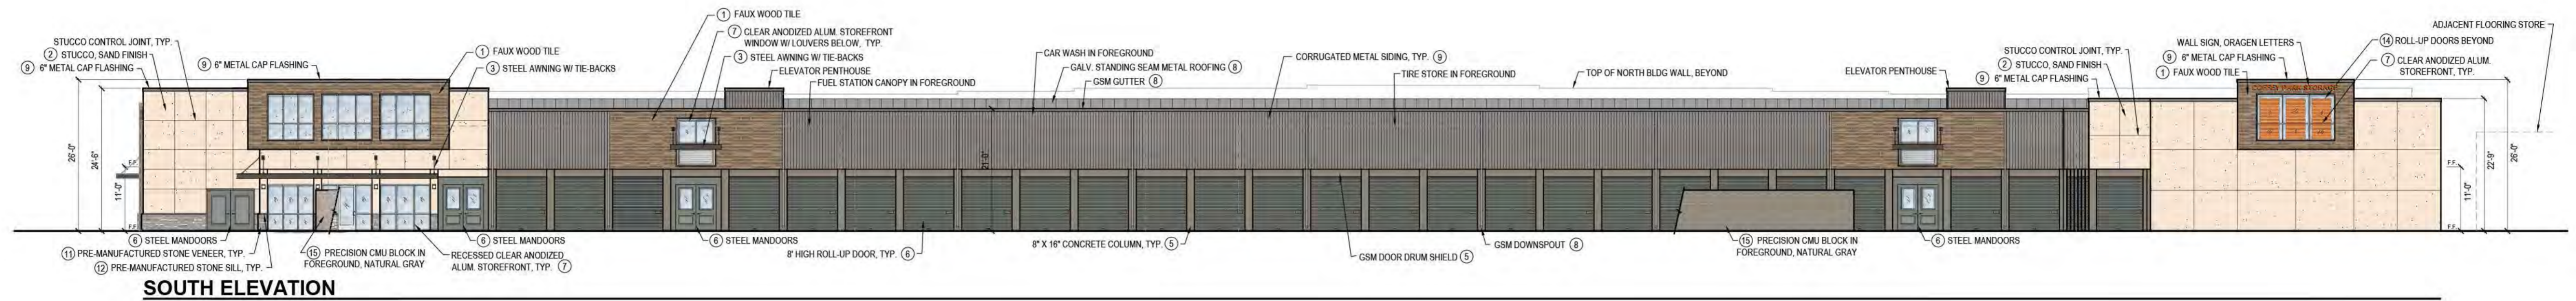 STUCCO CONTROL JOINT, TYP.
② STUCCO, SAND FINISH
⑨ 6" METAL CAP FLASHING
⑨ 6" METAL CAP FLASHING
① FAUX WOOD TILE
③ STEEL AWNING W/ TIE-BACKS
① FAUX WOOD TILE
⑦ CLEAR ANODIZED ALUM. STOREFRONT
WINDOW W/ LOUVERS BELOW, TYP.
③ STEEL AWNING W/ TIE-BACKS
ELEVATOR PENTHOUSE
FUEL STATION CANOPY IN FOREGROUND
CAR WASH IN FOREGROUND
GALV. STANDING SEAM METAL ROOFING ⑧
GSM GUTTER ⑧
CORRUGATED METAL SIDING, TYP. ⑨
TIRE STORE IN FOREGROUND
TOP OF NORTH BLDG WALL, BEYOND
ELEVATOR PENTHOUSE
STUCCO CONTROL JOINT, TYP.
② STUCCO, SAND FINISH
⑨ 6" METAL CAP FLASHING
WALL SIGN, ORAGEN LETTERS
⑨ 6" METAL CAP FLASHING
① FAUX WOOD TILE
ADJACENT FLOORING STORE
⑭ ROLL-UP DOORS BEYOND
⑦ CLEAR ANODIZED ALUM.
STOREFRONT, TYP.
26'-0"
24'-6"
11'-0"
F.F.
F.F.
21'-0"
F.F.
F.F.
11'-0"
22'-9"
26'-0"
⑥ STEEL MANDOORS
⑪ PRE-MANUFACTURED STONE VENEER, TYP.
⑫ PRE-MANUFACTURED STONE SILL, TYP.
⑮ PRECISION CMU BLOCK IN
FOREGROUND, NATURAL GRAY
⑥ STEEL MANDOORS
RECESSED CLEAR ANODIZED
ALUM. STOREFRONT, TYP. ⑦
⑥ STEEL MANDOORS
8' HIGH ROLL-UP DOOR, TYP. ⑥
8" X 16" CONCRETE COLUMN, TYP. ⑤
GSM DOOR DRUM SHIELD ⑤
GSM DOWNSPOUT ⑧
⑮ PRECISION CMU BLOCK IN
FOREGROUND, NATURAL GRAY
⑥ STEEL MANDOORS
SOUTH ELEVATION